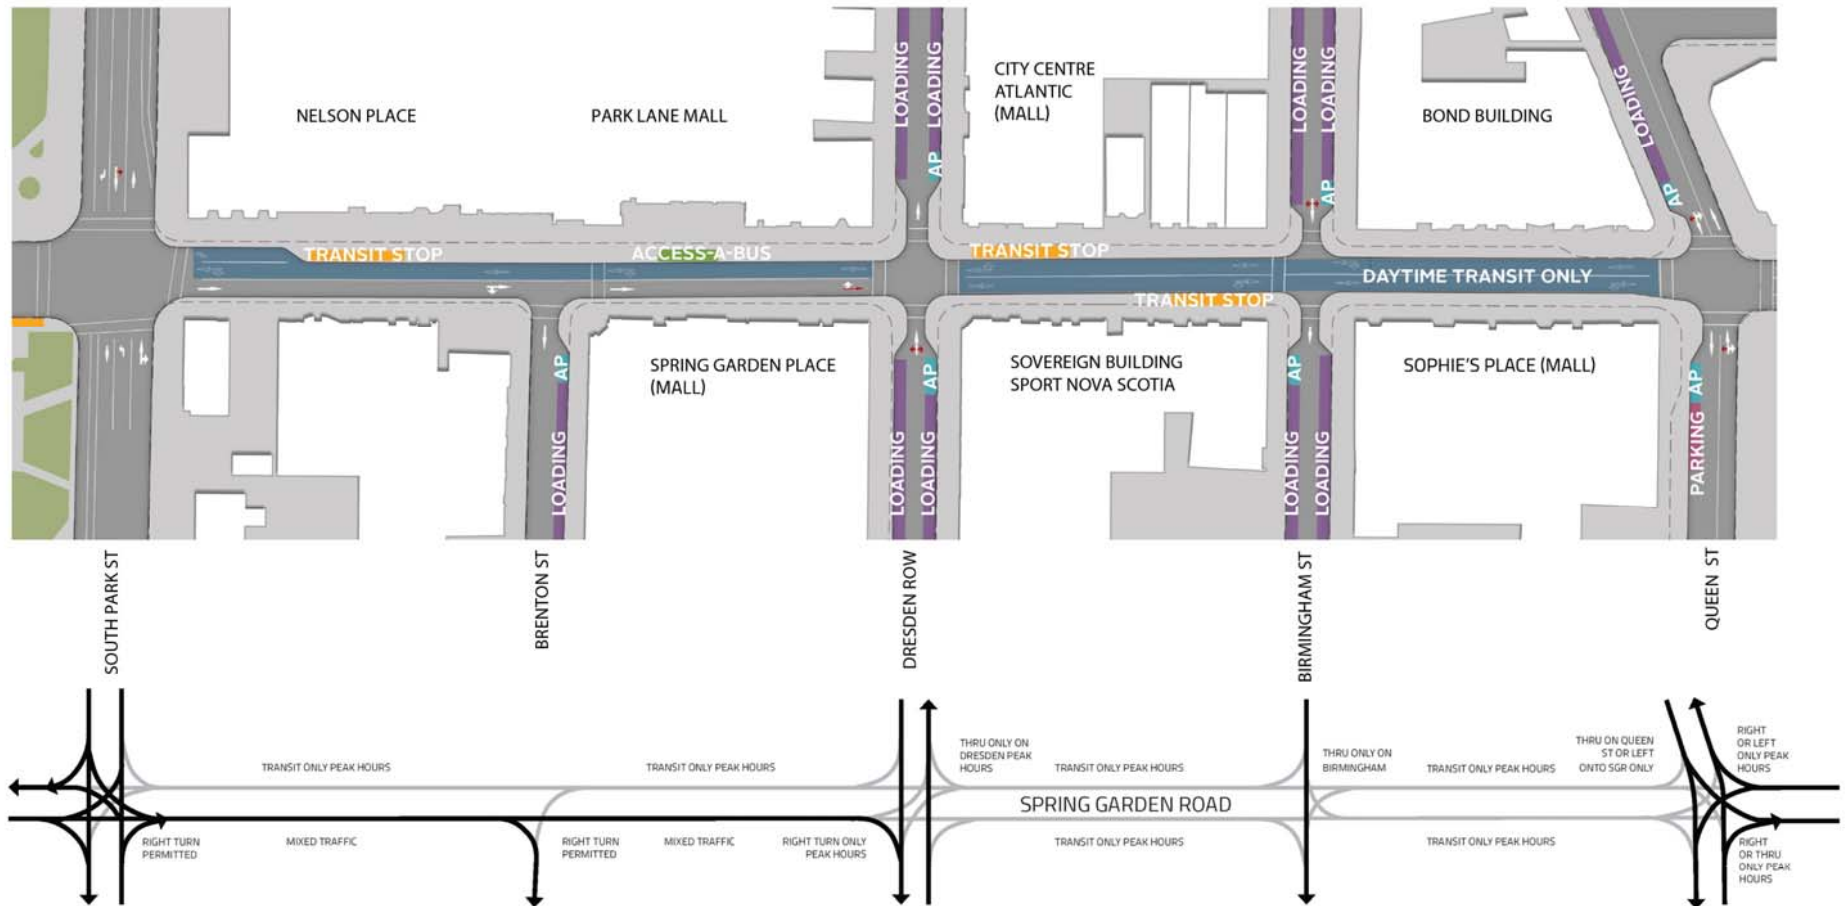 LOADING
LOADING
LOADING
LOADING
LOADING
NELSON PLACE
PARK LANE MALL
CITY CENTRE
ATLANTIC
(MALL)
BOND BUILDING
AP
AP
AP
TRANSIT STOP
ACCESS-A-BUS
TRANSIT STOP
DAYTIME TRANSIT ONLY
TRANSIT STOP
AP
SPRING GARDEN PLACE
(MALL)
AP
SOVEREIGN BUILDING
SPORT NOVA SCOTIA
AP
SOPHIE'S PLACE (MALL)
AP
LOADING
LOADING
LOADING
LOADING
LOADING
PARKING
SOUTH PARK ST
BRENTON ST
DRESDEN ROW
BIRMINGHAM ST
QUEEN ST
TRANSIT ONLY PEAK HOURS
TRANSIT ONLY PEAK HOURS
THRU ONLY ON
DRESDEN PEAK
HOURS
TRANSIT ONLY PEAK HOURS
THRU ONLY ON
BIRMINGHAM
TRANSIT ONLY PEAK HOURS
THRU ON QUEEN
ST OR LEFT
ONTO SGR ONLY
RIGHT
OR LEFT
ONLY PEAK
HOURS
SPRING GARDEN ROAD
RIGHT TURN
PERMITTED
MIXED TRAFFIC
RIGHT TURN
PERMITTED
MIXED TRAFFIC
RIGHT TURN ONLY
PEAK HOURS
TRANSIT ONLY PEAK HOURS
TRANSIT ONLY PEAK HOURS
RIGHT
OR THRU
ONLY PEAK
HOURS